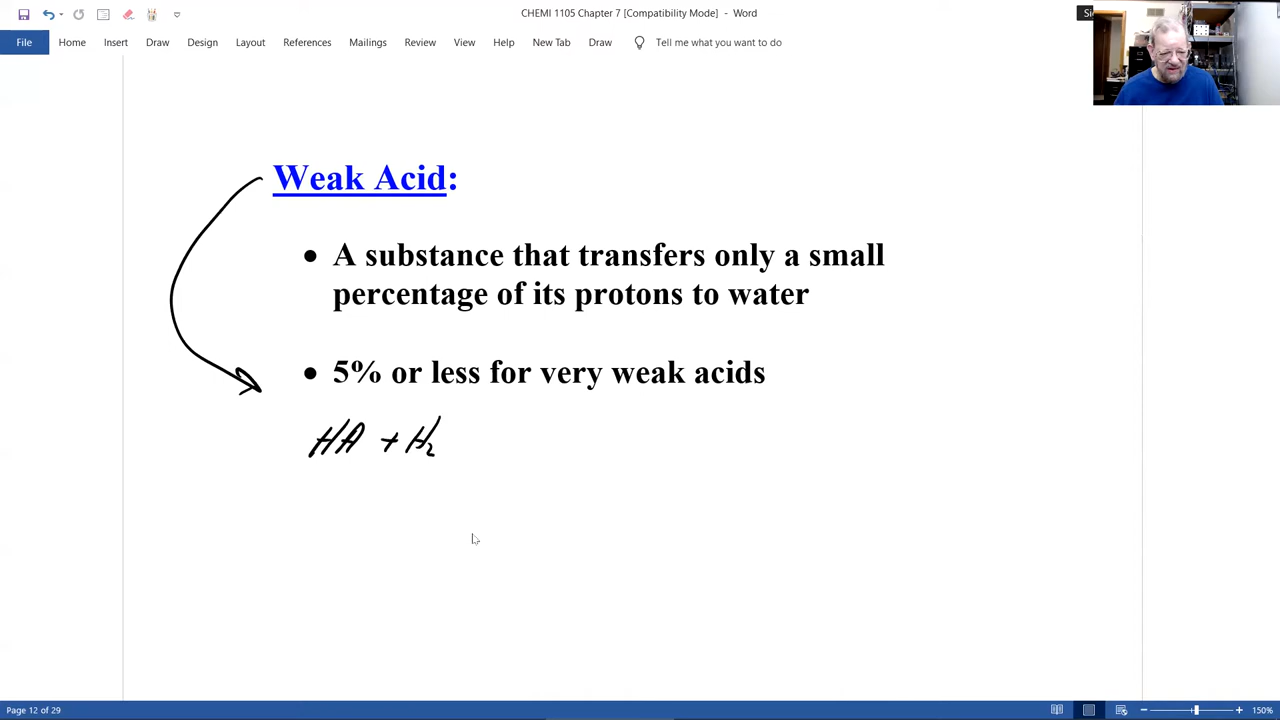 CHEMI 1105 Chapter 7 [Compatibility Mode] - Word
File Home Insert Draw Design Layout References Mailings Review View Help New Tab Draw Tell me what you want to do
Weak Acid:
• A substance that transfers only a small
percentage of its protons to water
• 5% or less for very weak acids
HA + H₂
Page 12 of 29
150%